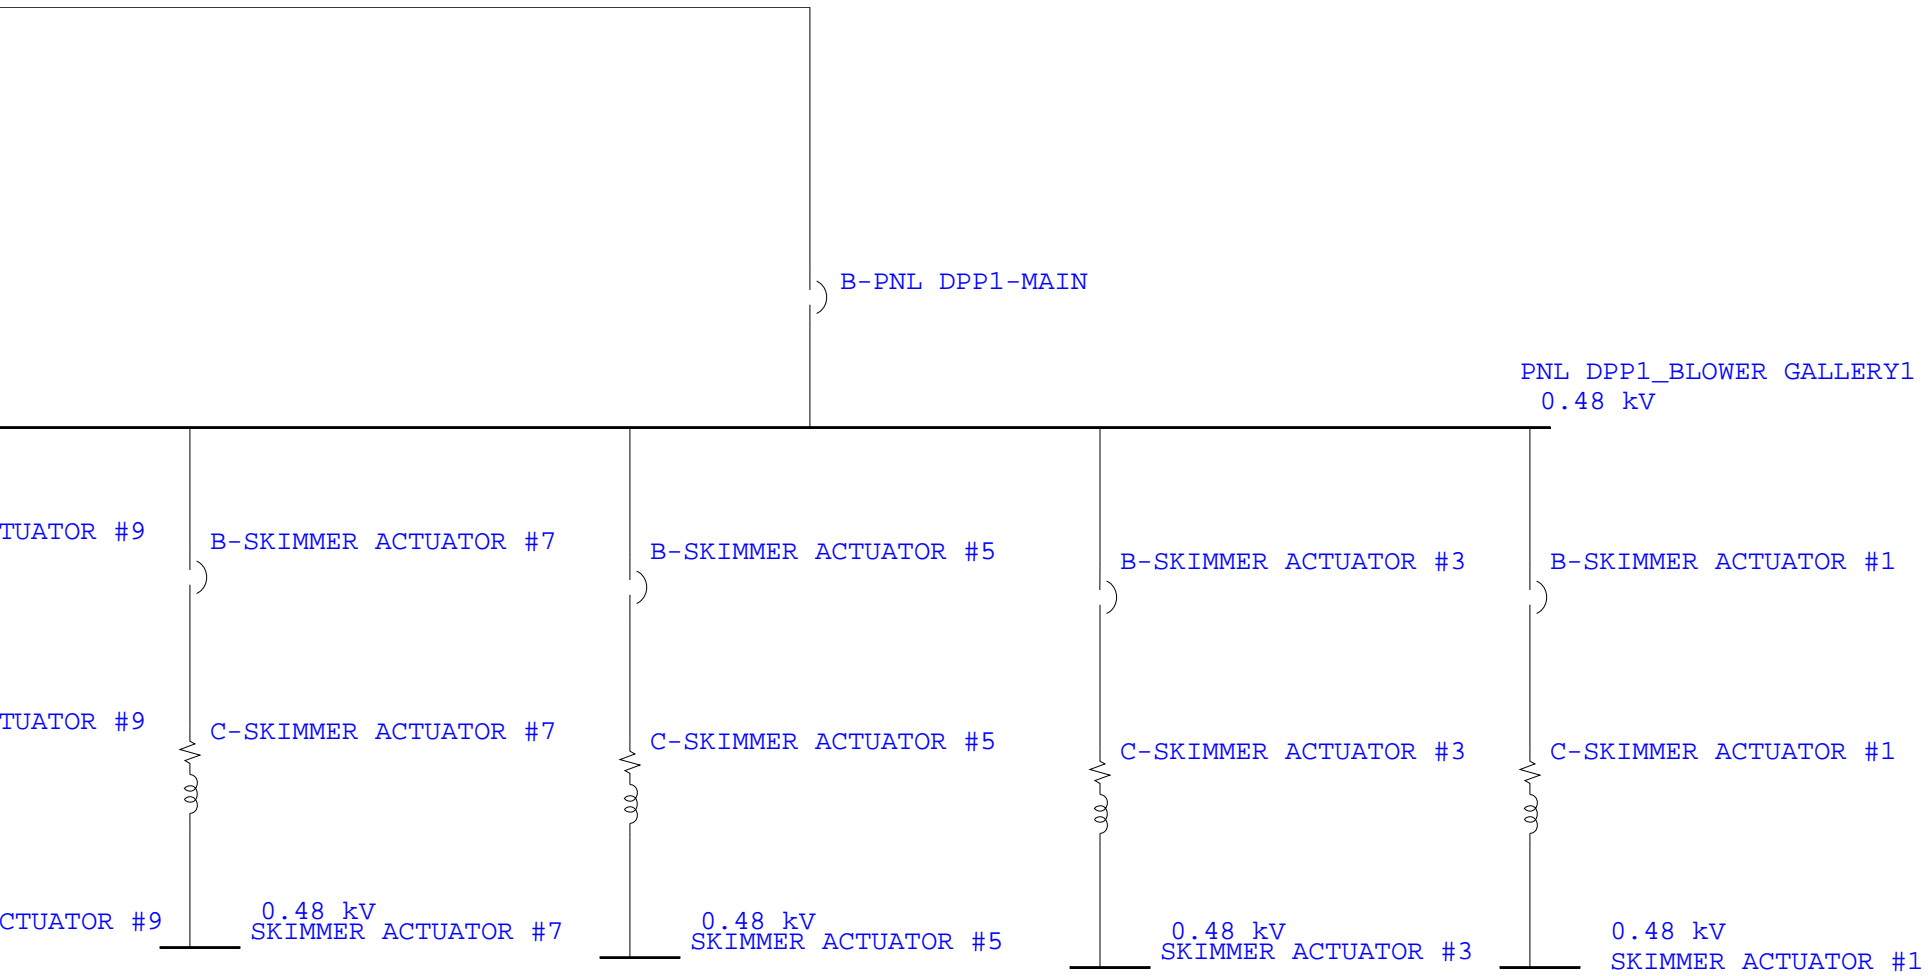 B-PNL DPP1-MAIN
PNL DPP1_BLOWER GALLERY1
0.48 kV
TUATOR #9
B-SKIMMER ACTUATOR #7
B-SKIMMER ACTUATOR #5
B-SKIMMER ACTUATOR #3
B-SKIMMER ACTUATOR #1
TUATOR #9
C-SKIMMER ACTUATOR #7
C-SKIMMER ACTUATOR #5
C-SKIMMER ACTUATOR #3
C-SKIMMER ACTUATOR #1
CTUATOR #9
0.48 kV
SKIMMER ACTUATOR #7
0.48 kV
SKIMMER ACTUATOR #5
0.48 kV
SKIMMER ACTUATOR #3
0.48 kV
SKIMMER ACTUATOR #1